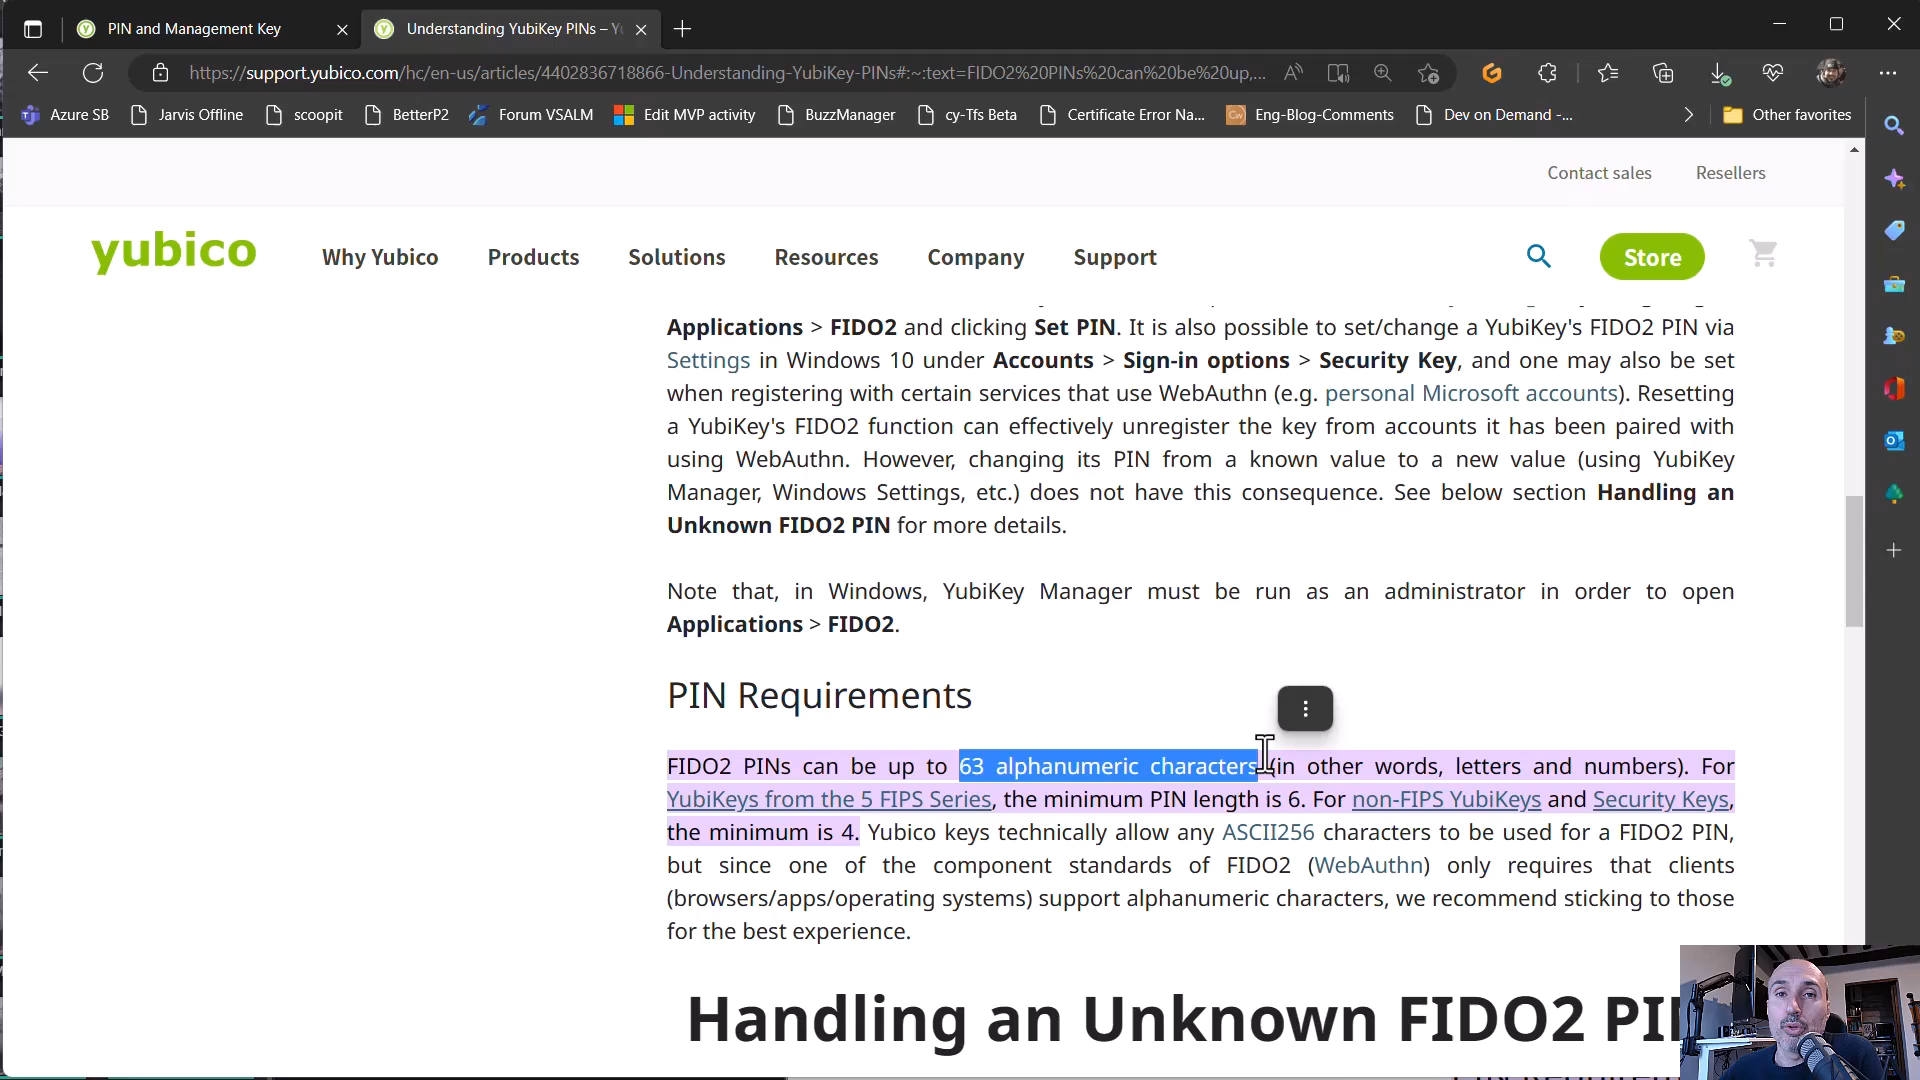 PIN and Management Key
Understanding YubiKey PINs – Yu
https://support.yubico.com/hc/en-us/articles/4402836718866-Understanding-YubiKey-PINs#:~:text=FIDO2%20PINs%20can%20be%20up,...
Azure SB
Jarvis Offline
scoopit
BetterP2
Forum VSALM
Edit MVP activity
BuzzManager
cy-Tfs Beta
Certificate Error Na...
Eng-Blog-Comments
Dev on Demand -...
Other favorites
Contact sales
Resellers
yubico
Why Yubico
Products
Solutions
Resources
Company
Support
Store
Applications > FIDO2 and clicking Set PIN. It is also possible to set/change a YubiKey's FIDO2 PIN via
Settings in Windows 10 under Accounts > Sign-in options > Security Key, and one may also be set
when registering with certain services that use WebAuthn (e.g. personal Microsoft accounts). Resetting
a YubiKey's FIDO2 function can effectively unregister the key from accounts it has been paired with
using WebAuthn. However, changing its PIN from a known value to a new value (using YubiKey
Manager, Windows Settings, etc.) does not have this consequence. See below section Handling an
Unknown FIDO2 PIN for more details.
Note that, in Windows, YubiKey Manager must be run as an administrator in order to open
Applications > FIDO2.
PIN Requirements
FIDO2 PINs can be up to 63 alphanumeric characters (in other words, letters and numbers). For
YubiKeys from the 5 FIPS Series, the minimum PIN length is 6. For non-FIPS YubiKeys and Security Keys,
the minimum is 4. Yubico keys technically allow any ASCII256 characters to be used for a FIDO2 PIN,
but since one of the component standards of FIDO2 (WebAuthn) only requires that clients
(browsers/apps/operating systems) support alphanumeric characters, we recommend sticking to those
for the best experience.
Handling an Unknown FIDO2 PI